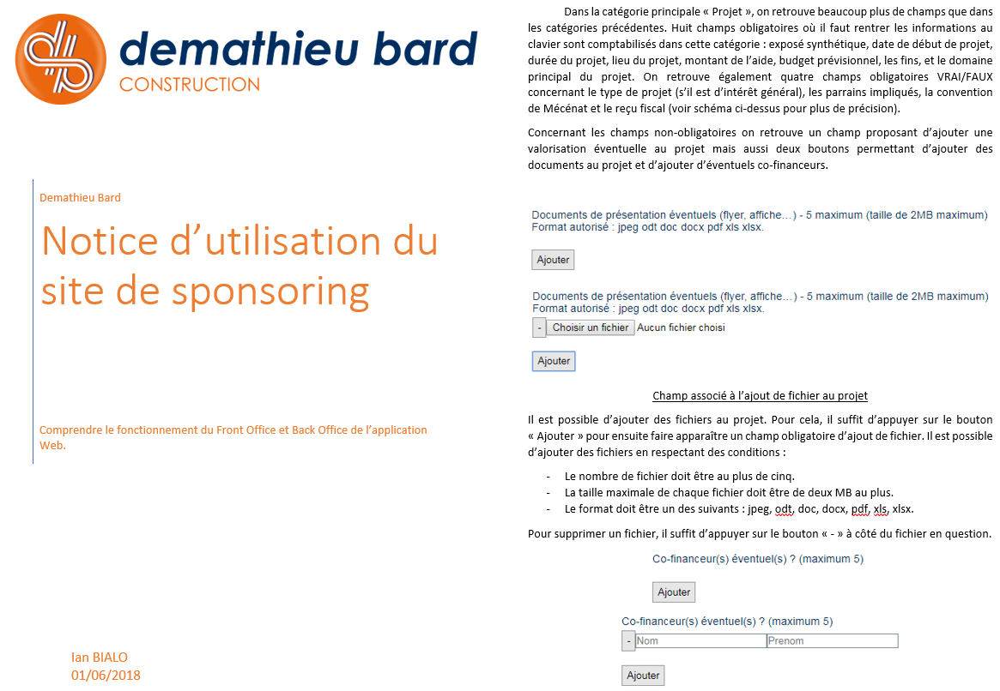 demathieu bard
CONSTRUCTION
Demathieu Bard
Notice d’utilisation du
site de sponsoring
Comprendre le fonctionnement du Front Office et Back Office de l’application
Web.
Ian BIALO
01/06/2018
Dans la catégorie principale « Projet », on retrouve beaucoup plus de champs que dans
les catégories précédentes. Huit champs obligatoires où il faut rentrer les informations au
clavier sont comptabilisés dans cette catégorie : exposé synthétique, date de début de projet,
durée du projet, lieu du projet, montant de l’aide, budget prévisionnel, les fins, et le domaine
principal du projet. On retrouve également quatre champs obligatoires VRAI/FAUX
concernant le type de projet (s’il est d’intérêt général), les parrains impliqués, la convention
de Mécénat et le reçu fiscal (voir schéma ci-dessus pour plus de précision).
Concernant les champs non-obligatoires on retrouve un champ proposant d’ajouter une
valorisation éventuelle au projet mais aussi deux boutons permettant d’ajouter des
documents au projet et d’ajouter d’éventuels co-financeurs.
Documents de présentation éventuels (flyer, affiche…) - 5 maximum (taille de 2MB maximum)
Format autorisé : jpeg odt doc docx pdf xls xlsx.
Ajouter
Documents de présentation éventuels (flyer, affiche…) - 5 maximum (taille de 2MB maximum)
Format autorisé : jpeg odt doc docx pdf xls xlsx.
- Choisir un fichier Aucun fichier choisi
Ajouter
Champ associé à l’ajout de fichier au projet
Il est possible d’ajouter des fichiers au projet. Pour cela, il suffit d’appuyer sur le bouton
« Ajouter » pour ensuite faire apparaître un champ obligatoire d’ajout de fichier. Il est possible
d’ajouter des fichiers en respectant des conditions :
- Le nombre de fichier doit être au plus de cinq.
- La taille maximale de chaque fichier doit être de deux MB au plus.
- Le format doit être un des suivants : jpeg, odt, doc, docx, pdf, xls, xlsx.
Pour supprimer un fichier, il suffit d’appuyer sur le bouton « - » à côté du fichier en question.
Co-financeur(s) éventuel(s) ? (maximum 5)
Ajouter
Co-financeur(s) éventuel(s) ? (maximum 5)
- Nom Prenom
Ajouter